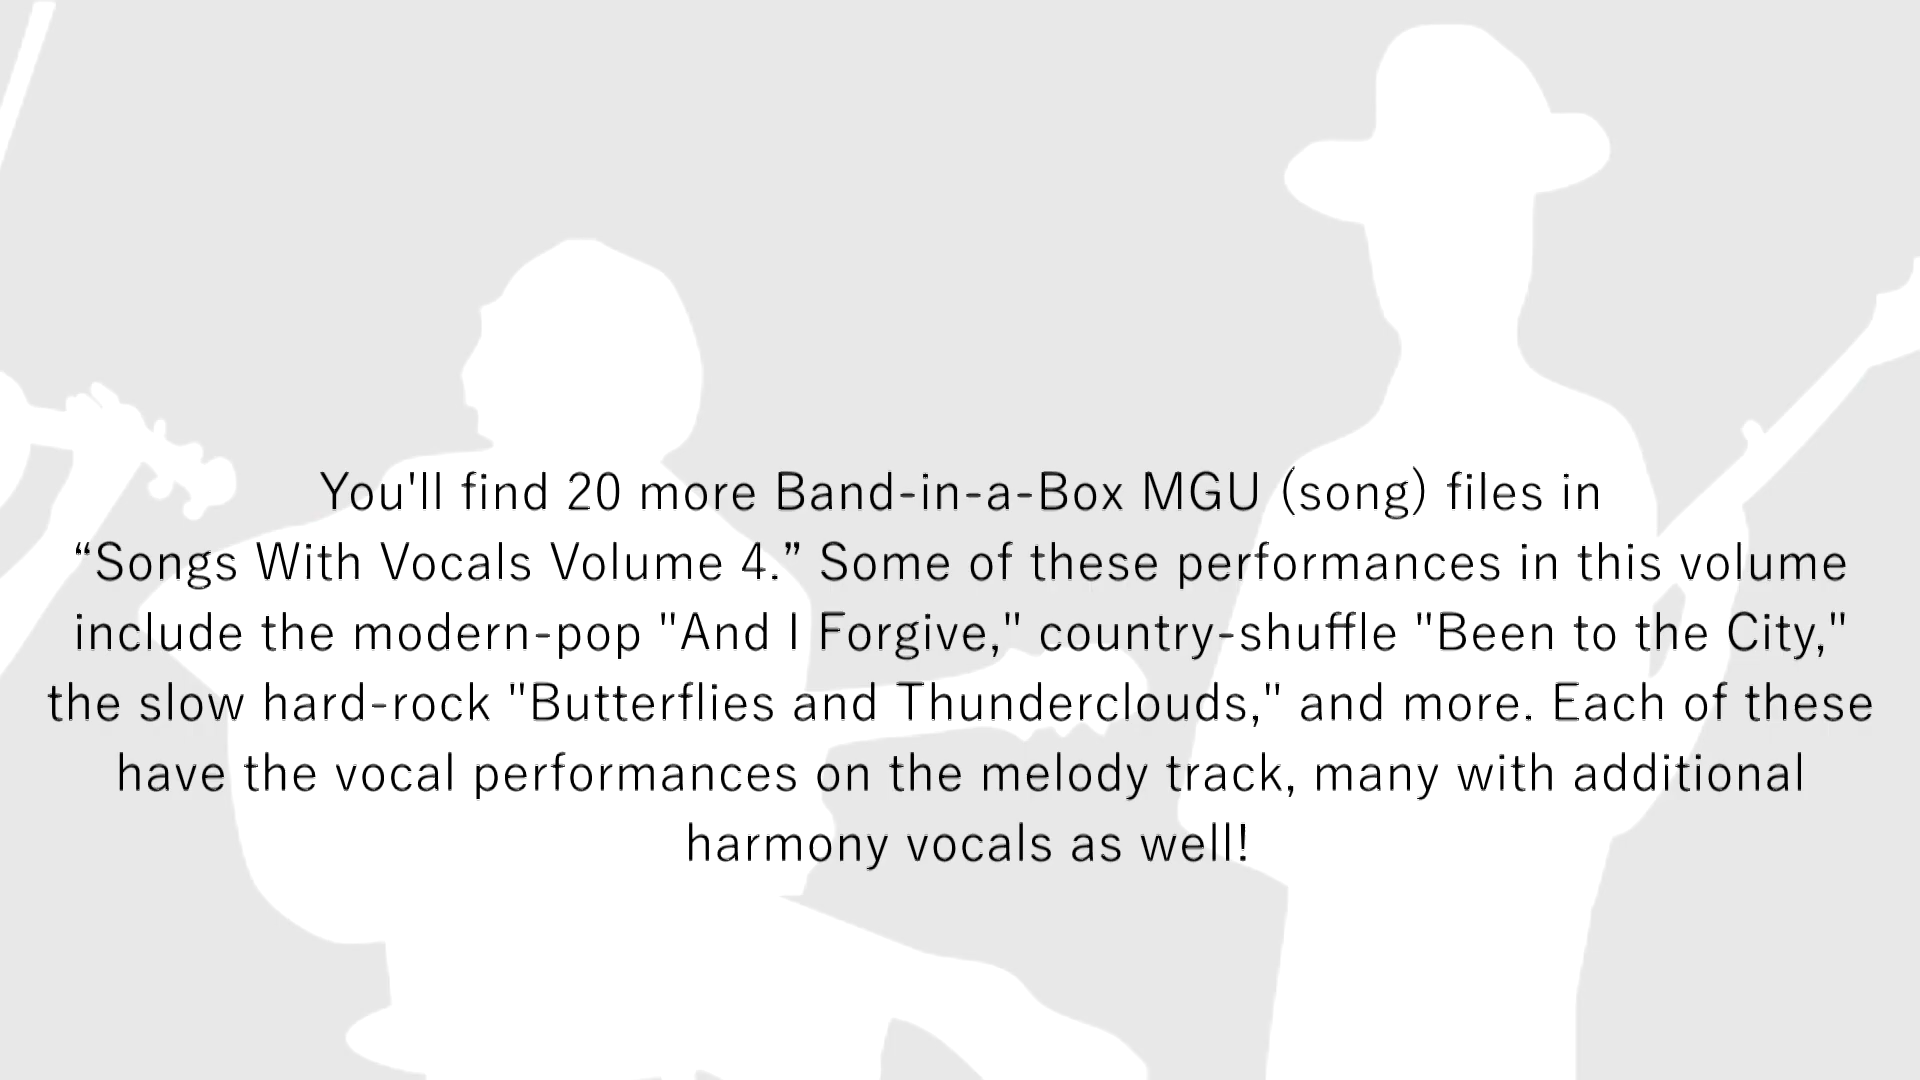 You'll find 20 more Band-in-a-Box MGU (song) files in
“Songs With Vocals Volume 4.” Some of these performances in this volume
include the modern-pop "And I Forgive," country-shuffle "Been to the City,"
the slow hard-rock "Butterflies and Thunderclouds," and more. Each of these
have the vocal performances on the melody track, many with additional
harmony vocals as well!